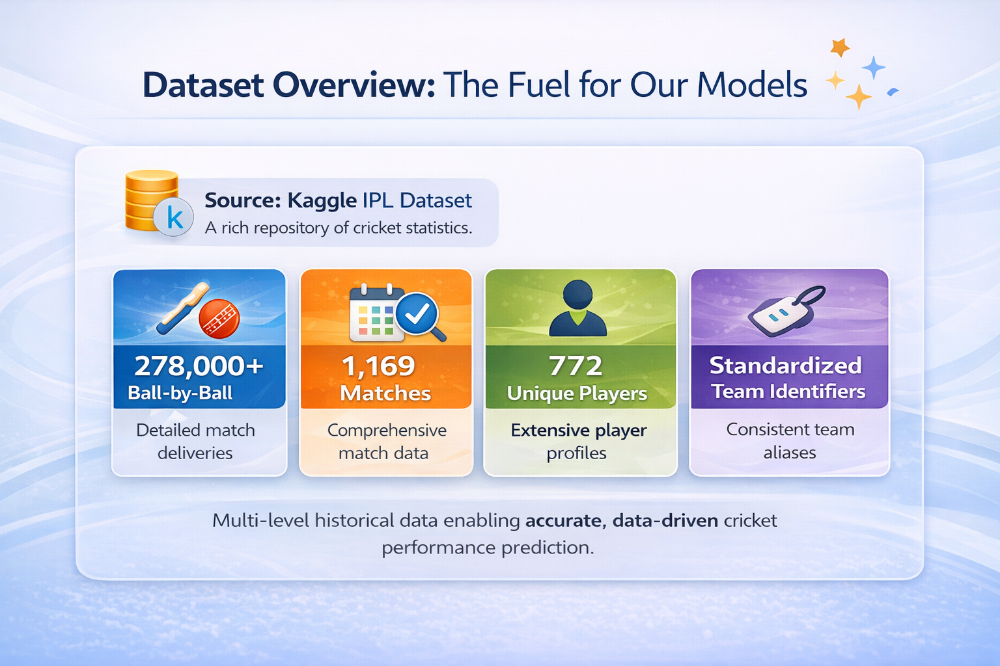 Dataset Overview: The Fuel for Our Models
k
Source: Kaggle IPL Dataset
A rich repository of cricket statistics.
278,000+
Ball-by-Ball
Detailed match
deliveries
1,169
Matches
Comprehensive
match data
772
Unique Players
Extensive player
profiles
Standardized
Team Identifiers
Consistent team
aliases
Multi-level historical data enabling accurate, data-driven cricket
performance prediction.